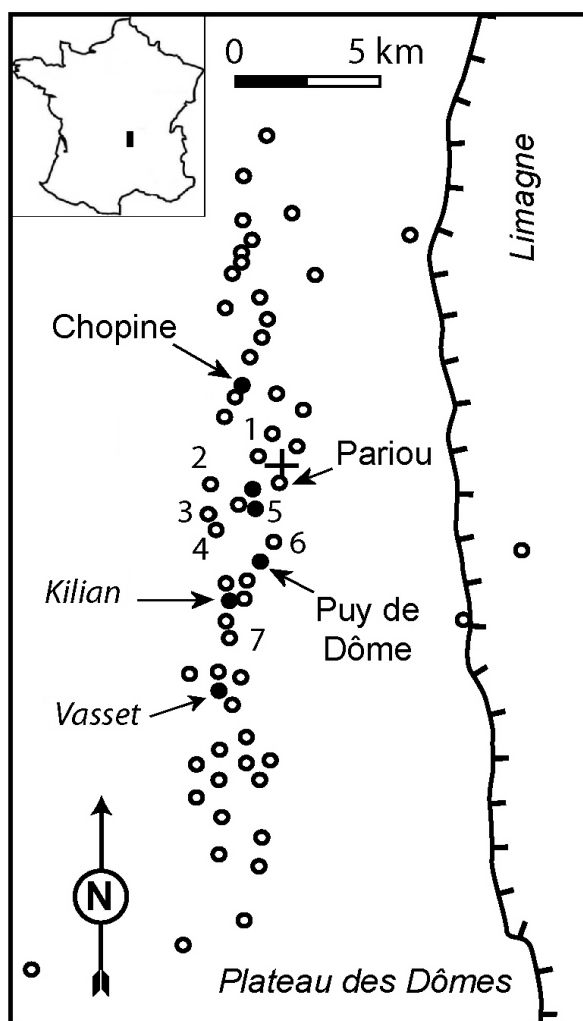 0 5 km
Limagne
Chopine
1
Pariou
2
3
5
4
6
Kilian
Puy de
Dôme
7
Vasset
N
Plateau des Dômes